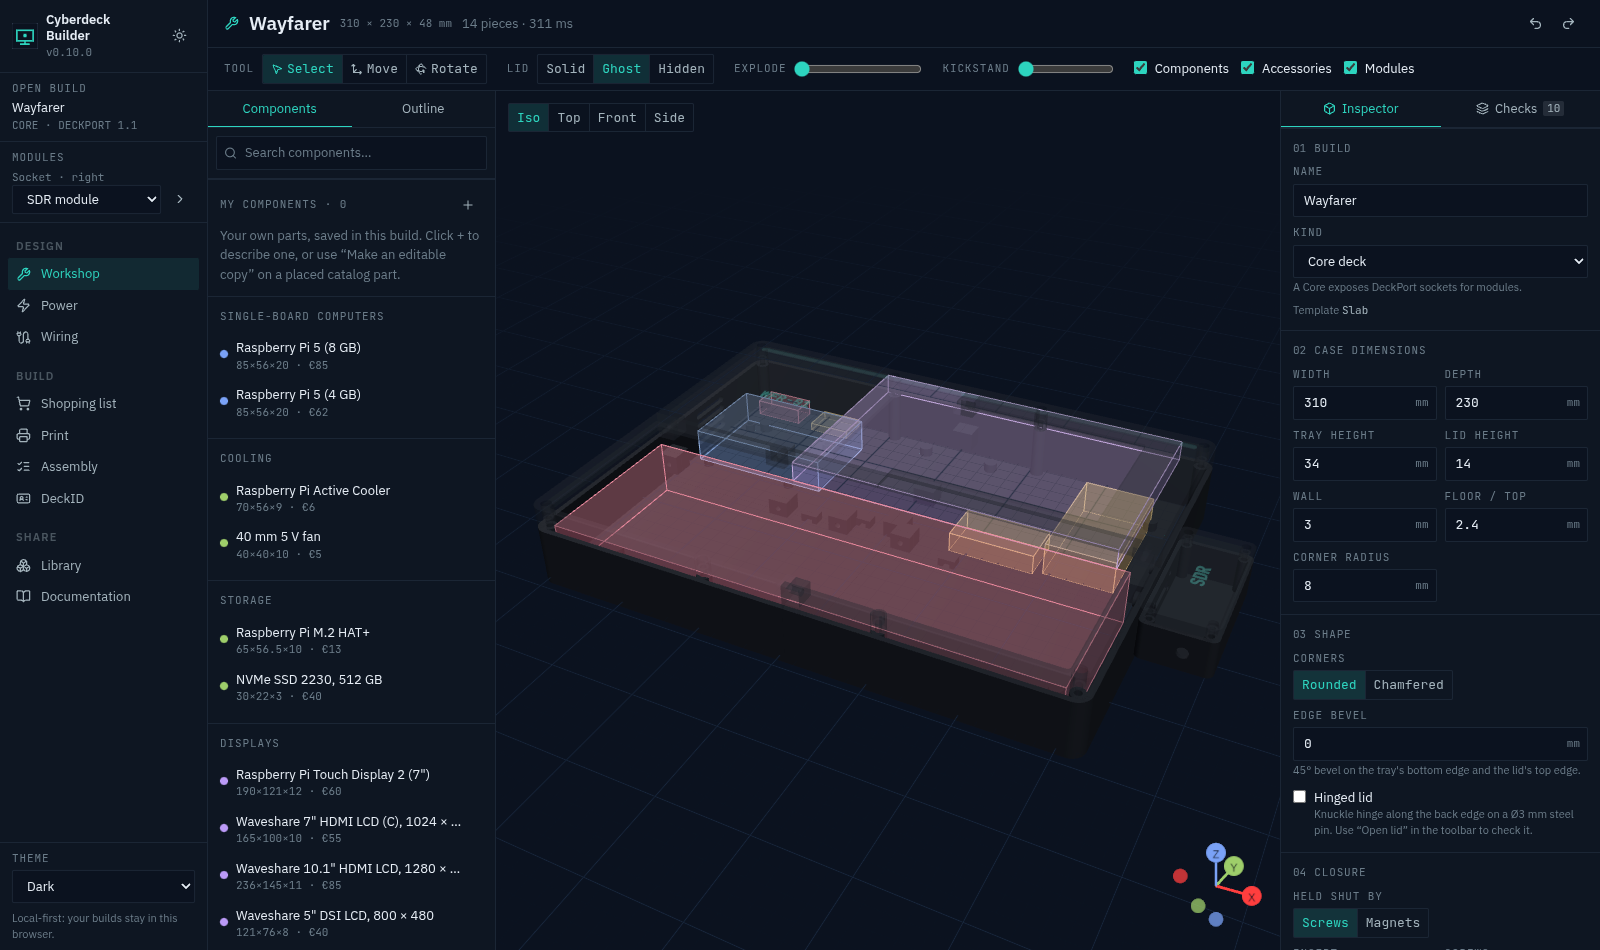 Cyberdeck
Builder
v0.10.0
OPEN BUILD
Wayfarer
CORE · DECKPORT 1.1
MODULES
Socket · right
SDR module
DESIGN
Workshop
Power
Wiring
BUILD
Shopping list
Print
Assembly
DeckID
SHARE
Library
Documentation
THEME
Dark
Local-first: your builds stay in this
browser.
Wayfarer 310 × 230 × 48 mm 14 pieces · 311 ms
TOOL Select Move Rotate LID Solid Ghost Hidden EXPLODE KICKSTAND Components Accessories Modules
Components Outline
Search components...
MY COMPONENTS · 0
Your own parts, saved in this build. Click + to
describe one, or use “Make an editable
copy” on a placed catalog part.
SINGLE-BOARD COMPUTERS
Raspberry Pi 5 (8 GB)
85×56×20 · €85
Raspberry Pi 5 (4 GB)
85×56×20 · €62
COOLING
Raspberry Pi Active Cooler
70×56×9 · €6
40 mm 5 V fan
40×40×10 · €5
STORAGE
Raspberry Pi M.2 HAT+
65×56.5×10 · €13
NVMe SSD 2230, 512 GB
30×22×3 · €40
DISPLAYS
Raspberry Pi Touch Display 2 (7")
190×121×12 · €60
Waveshare 7" HDMI LCD (C), 1024 × ...
165×100×10 · €55
Waveshare 10.1" HDMI LCD, 1280 × ...
236×145×11 · €85
Waveshare 5" DSI LCD, 800 × 480
121×76×8 · €40
Iso Top Front Side
SDR
Z
Y
X
Inspector Checks 10
01 BUILD
NAME
Wayfarer
KIND
Core deck
A Core exposes DeckPort sockets for modules.
Template Slab
02 CASE DIMENSIONS
WIDTH DEPTH
310 mm 230 mm
TRAY HEIGHT LID HEIGHT
34 mm 14 mm
WALL FLOOR / TOP
3 mm 2.4 mm
CORNER RADIUS
8 mm
03 SHAPE
CORNERS
Rounded Chamfered
EDGE BEVEL
0 mm
45° bevel on the tray's bottom edge and the lid's top edge.
Hinged lid
Knuckle hinge along the back edge on a Ø3 mm steel
pin. Use “Open lid” in the toolbar to check it.
04 CLOSURE
HELD SHUT BY
Screws Magnets